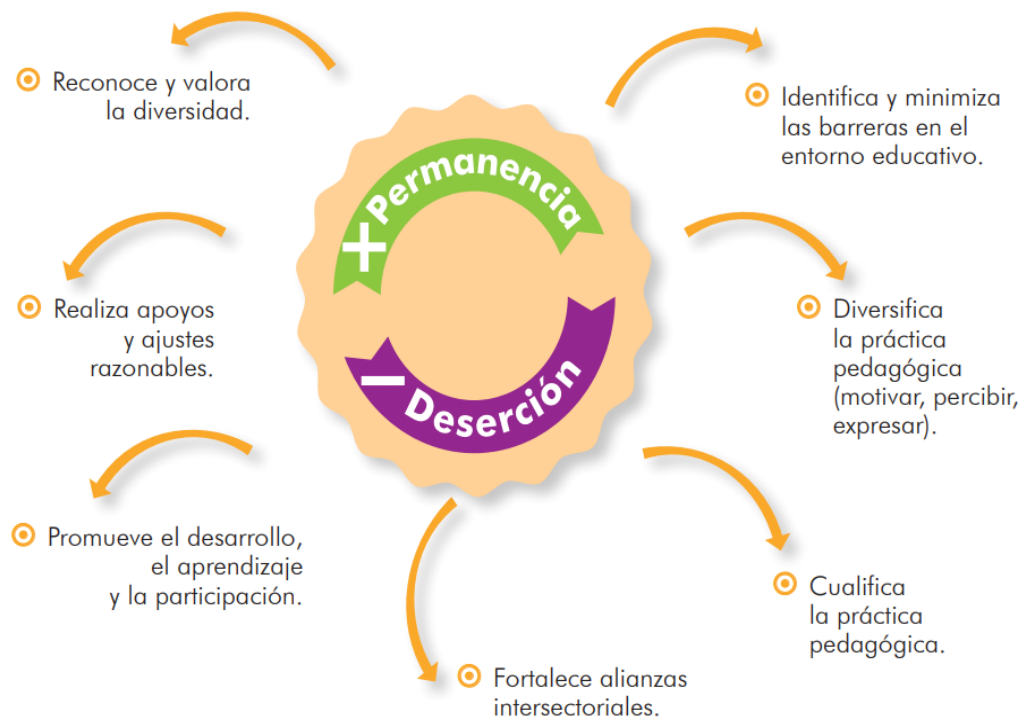 Reconoce y valora
la diversidad.
Identifica y minimiza
las barreras en el
entorno educativo.
+ Permanencia
Realiza apoyos
y ajustes
razonables.
Diversifica
la práctica
pedagógica
(motivar, percibir,
expresar).
– Deserción
Promueve el desarrollo,
el aprendizaje
y la participación.
Cualifica
la práctica
pedagógica.
Fortalece alianzas
intersectoriales.